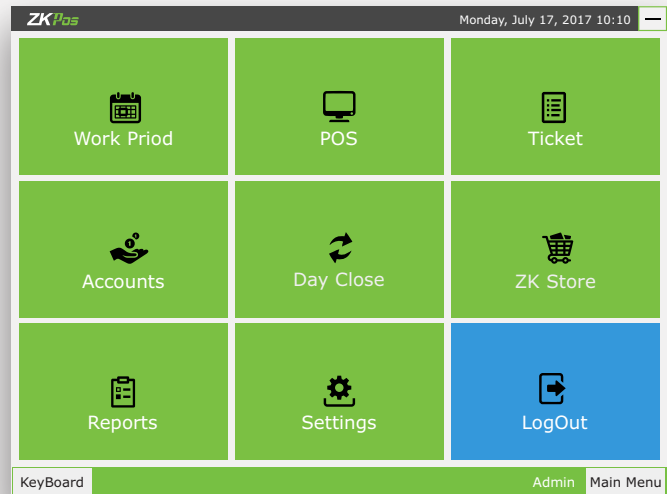 ZKPos
Monday, July 17, 2017 10:10
Work Priod
POS
Ticket
Accounts
Day Close
ZK Store
Reports
Settings
LogOut
KeyBoard
Admin
Main Menu